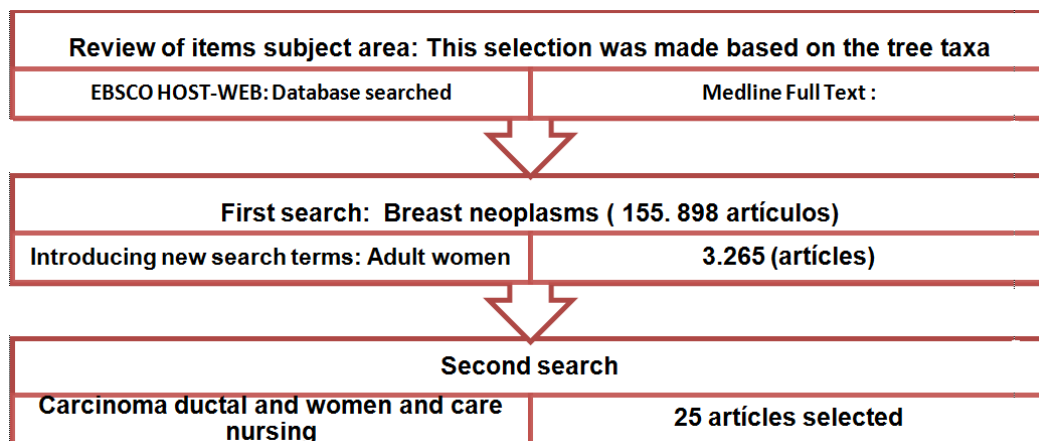 Review of items subject area: This selection was made based on the tree taxa
EBSCO HOST-WEB: Database searched
Medline Full Text :
First search: Breast neoplasms ( 155. 898 artículos)
Introducing new search terms: Adult women
3.265 (artícles)
Second search
Carcinoma ductal and women and care
nursing
25 artícles selected